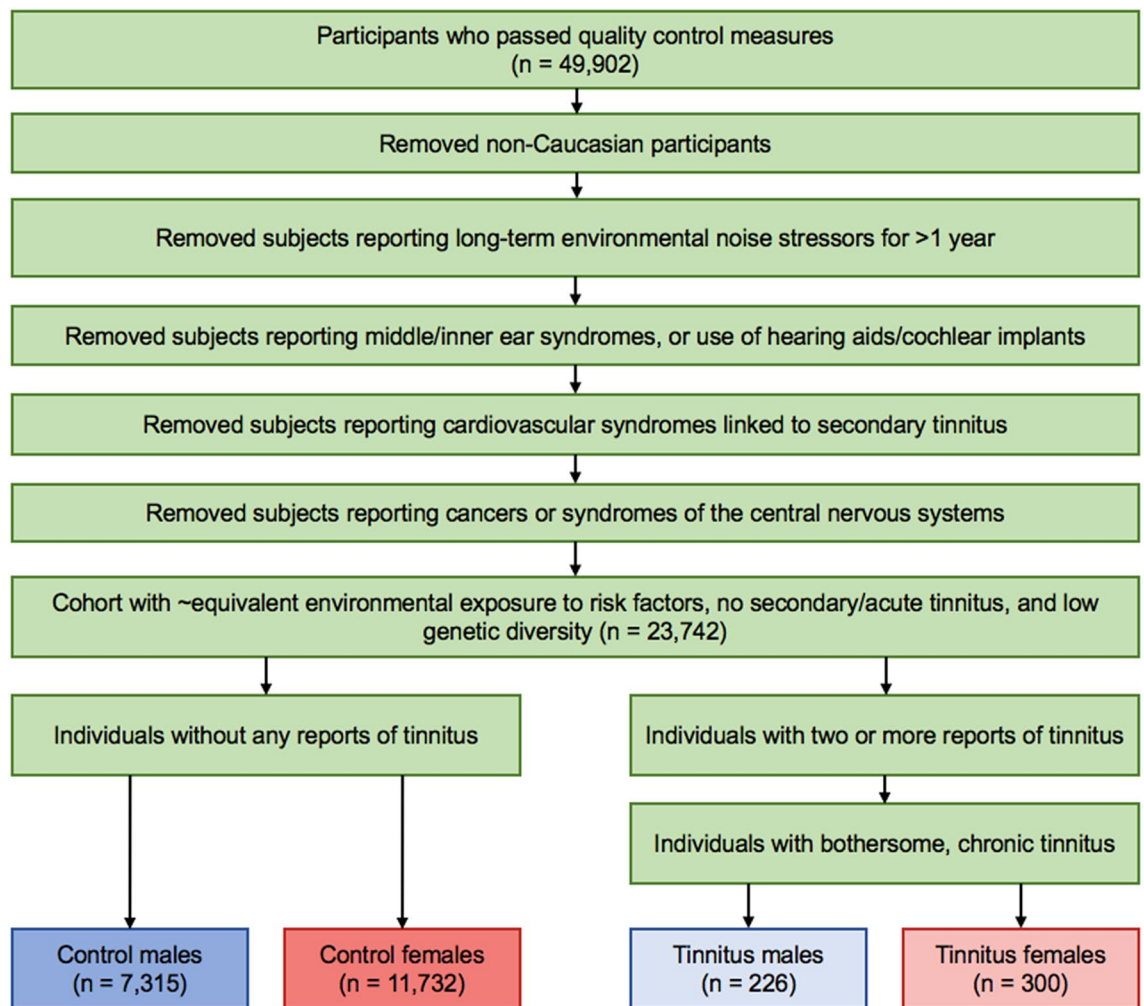 Participants who passed quality control measures
(n = 49,902)
Removed non-Caucasian participants
Removed subjects reporting long-term environmental noise stressors for >1 year
Removed subjects reporting middle/inner ear syndromes, or use of hearing aids/cochlear implants
Removed subjects reporting cardiovascular syndromes linked to secondary tinnitus
Removed subjects reporting cancers or syndromes of the central nervous systems
Cohort with ~equivalent environmental exposure to risk factors, no secondary/acute tinnitus, and low
genetic diversity (n = 23,742)
Individuals without any reports of tinnitus
Individuals with two or more reports of tinnitus
Individuals with bothersome, chronic tinnitus
Control males
(n = 7,315)
Control females
(n = 11,732)
Tinnitus males
(n = 226)
Tinnitus females
(n = 300)